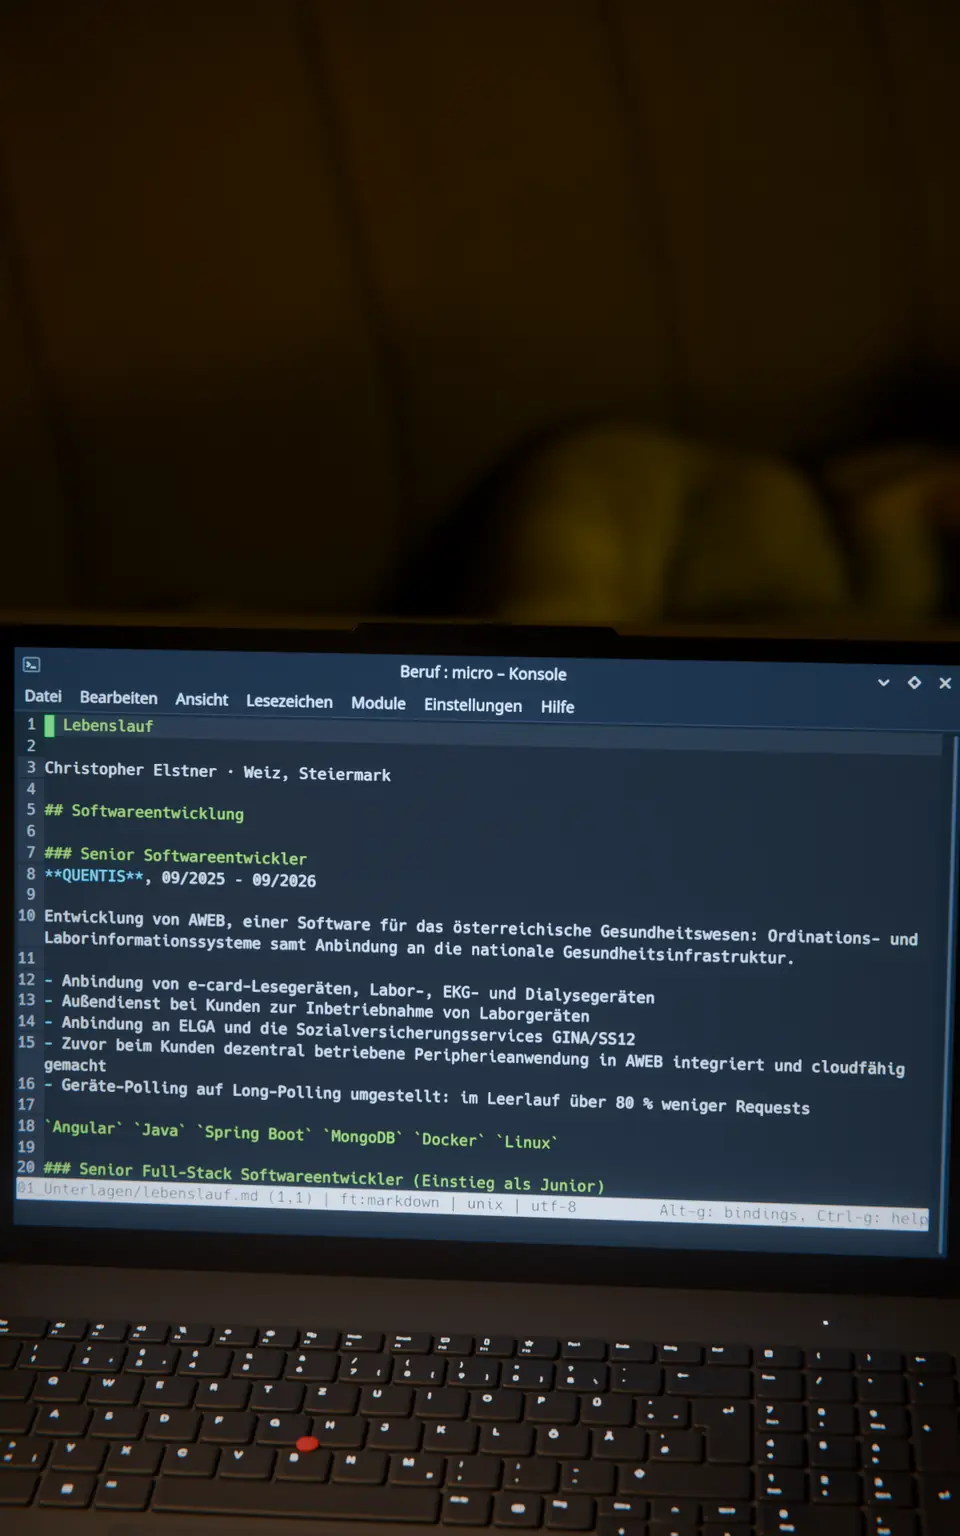 Beruf : micro – Konsole
Datei Bearbeiten Ansicht Lesezeichen Module Einstellungen Hilfe
1 Lebenslauf
2
3 Christopher Elstner · Weiz, Steiermark
4
5 ## Softwareentwicklung
6
7 ### Senior Softwareentwickler
8 **QUENTIS**, 09/2025 - 09/2026
9
10 Entwicklung von AWEB, einer Software für das österreichische Gesundheitswesen: Ordinations- und
Laborinformationssysteme samt Anbindung an die nationale Gesundheitsinfrastruktur.
11
12 - Anbindung von e-card-Lesegeräten, Labor-, EKG- und Dialysegeräten
13 - Außendienst bei Kunden zur Inbetriebnahme von Laborgeräten
14 - Anbindung an ELGA und die Sozialversicherungsservices GINA/SS12
15 - Zuvor beim Kunden dezentral betriebene Peripherieanwendung in AWEB integriert und cloudfähig
gemacht
16 - Geräte-Polling auf Long-Polling umgestellt: im Leerlauf über 80 % weniger Requests
17
18 `Angular` `Java` `Spring Boot` `MongoDB` `Docker` `Linux`
19
20 ### Senior Full-Stack Softwareentwickler (Einstieg als Junior)
01_Unterlagen/lebenslauf.md (1,1) | ft:markdown | unix | utf-8 Alt-g: bindings, Ctrl-g: help
Q W E R T Z U I O P Ü
A S D F G H J K L Ö Ä
Y X C V B N M